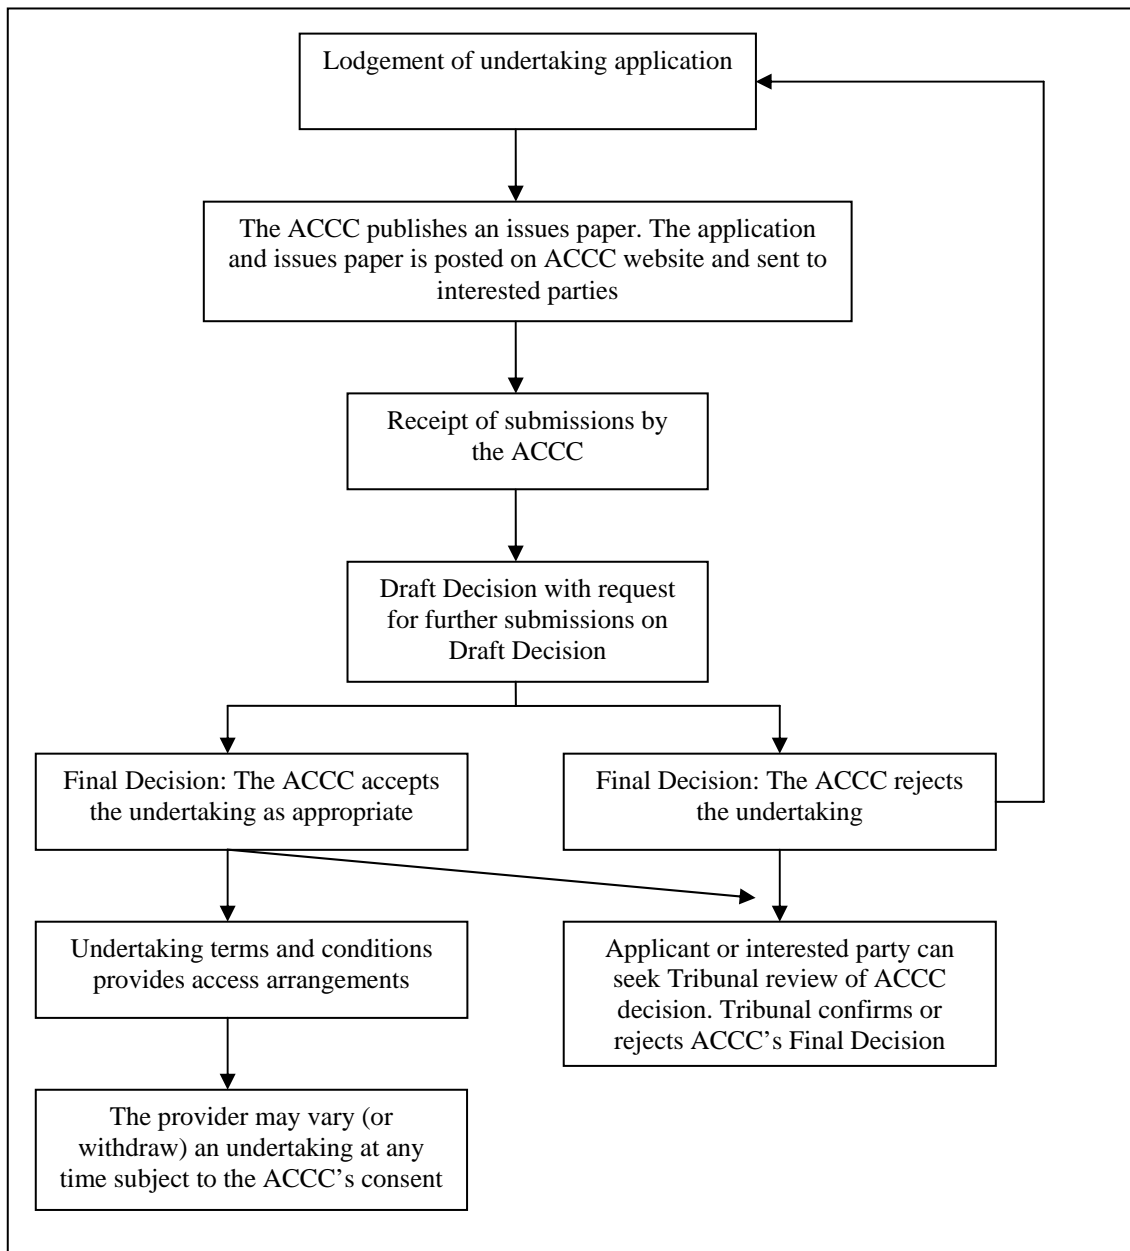 Lodgement of undertaking application
The ACCC publishes an issues paper. The application
and issues paper is posted on ACCC website and sent to
interested parties
Receipt of submissions by
the ACCC
Draft Decision with request
for further submissions on
Draft Decision
Final Decision: The ACCC accepts
the undertaking as appropriate
Final Decision: The ACCC rejects
the undertaking
Undertaking terms and conditions
provides access arrangements
Applicant or interested party can
seek Tribunal review of ACCC
decision. Tribunal confirms or
rejects ACCC’s Final Decision
The provider may vary (or
withdraw) an undertaking at any
time subject to the ACCC’s consent